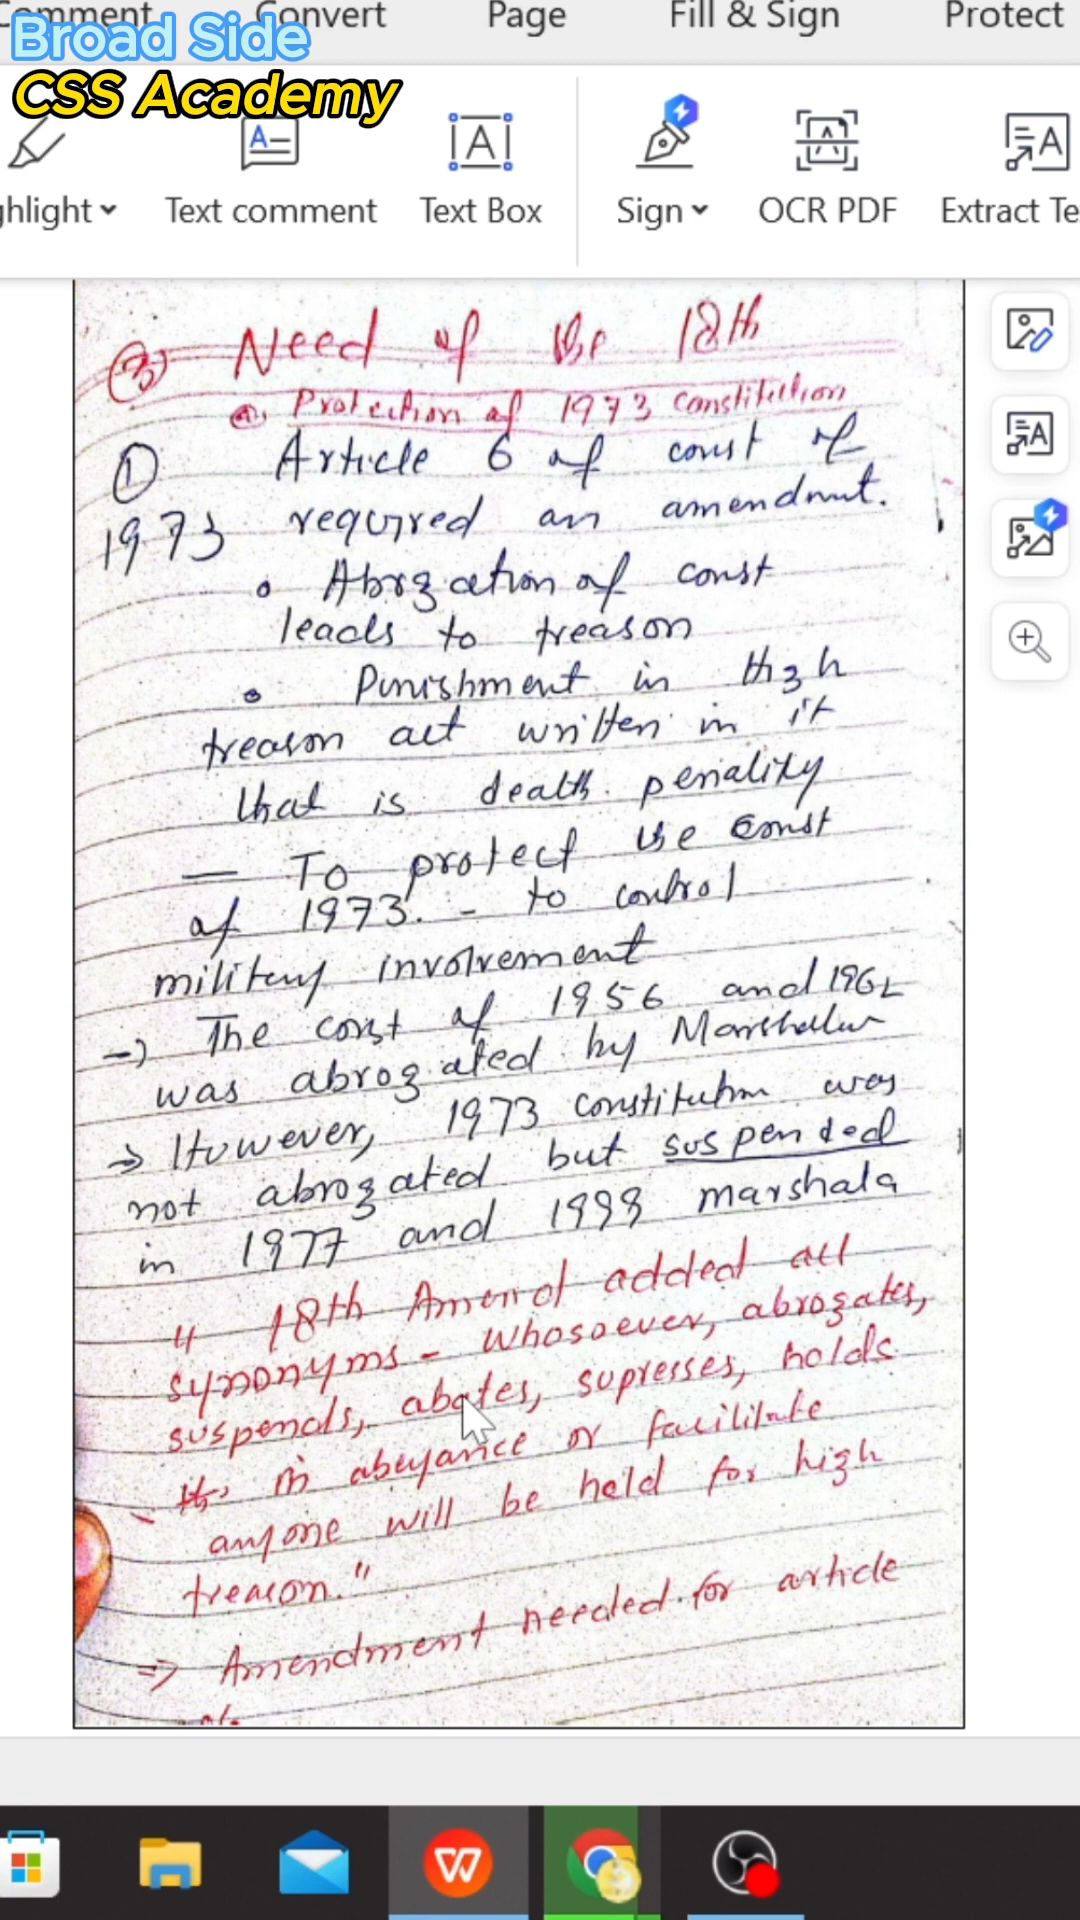 Comment Convert Page Fill & Sign Protect
Broad Side
CSS Academy
ghlight Text comment Text Box Sign OCR PDF Extract Te
③ Need of the 18th
a, Protection of 1973 constitution
① Article 6 of const of
1973 required an amendmnt.
• Abrogation of const
leads to treason
• Punishment in high
treason act written in it
that is death penality
— To protect the const
of 1973. - to control
military involvement
→ The const of 1956 and 1962
was abrogated by Marshallaw
⇒ However, 1973 constitution was
not abrogated but suspended
in 1977 and 1999 marshala
" 18th Amend added all
synonyms - whosoever, abrogates,
suspends, abates, supresses, holds
in abeyance or facilitate
anyone will be held for high
treason."
⇒ Amendment needed for article